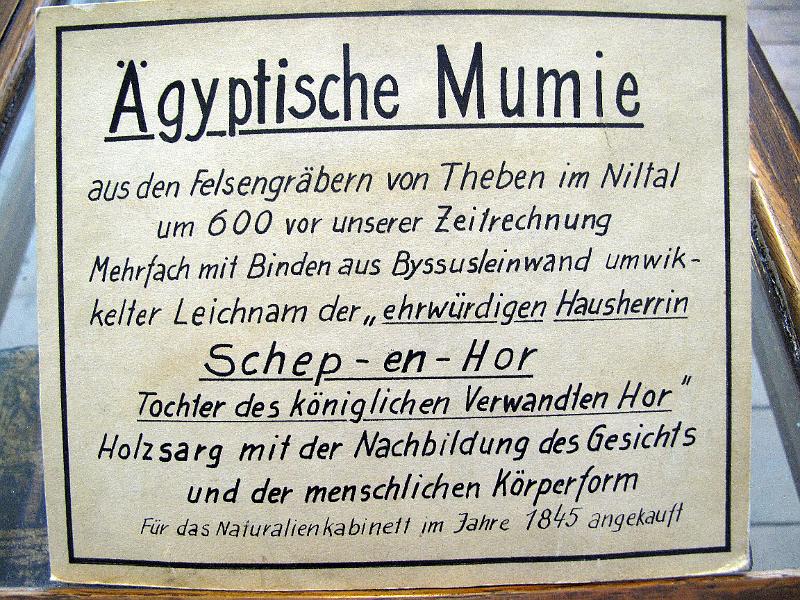 Ägyptische Mumie
aus den Felsengräbern von Theben im Niltal
um 600 vor unserer Zeitrechnung
Mehrfach mit Binden aus Byssusleinwand umwik-
kelter Leichnam der „ehrwürdigen Hausherrin
Schep-en-Hor
Tochter des königlichen Verwandten Hor"
Holzsarg mit der Nachbildung des Gesichts
und der menschlichen Körperform
Für das Naturalienkabinett im Jahre 1845 angekauft